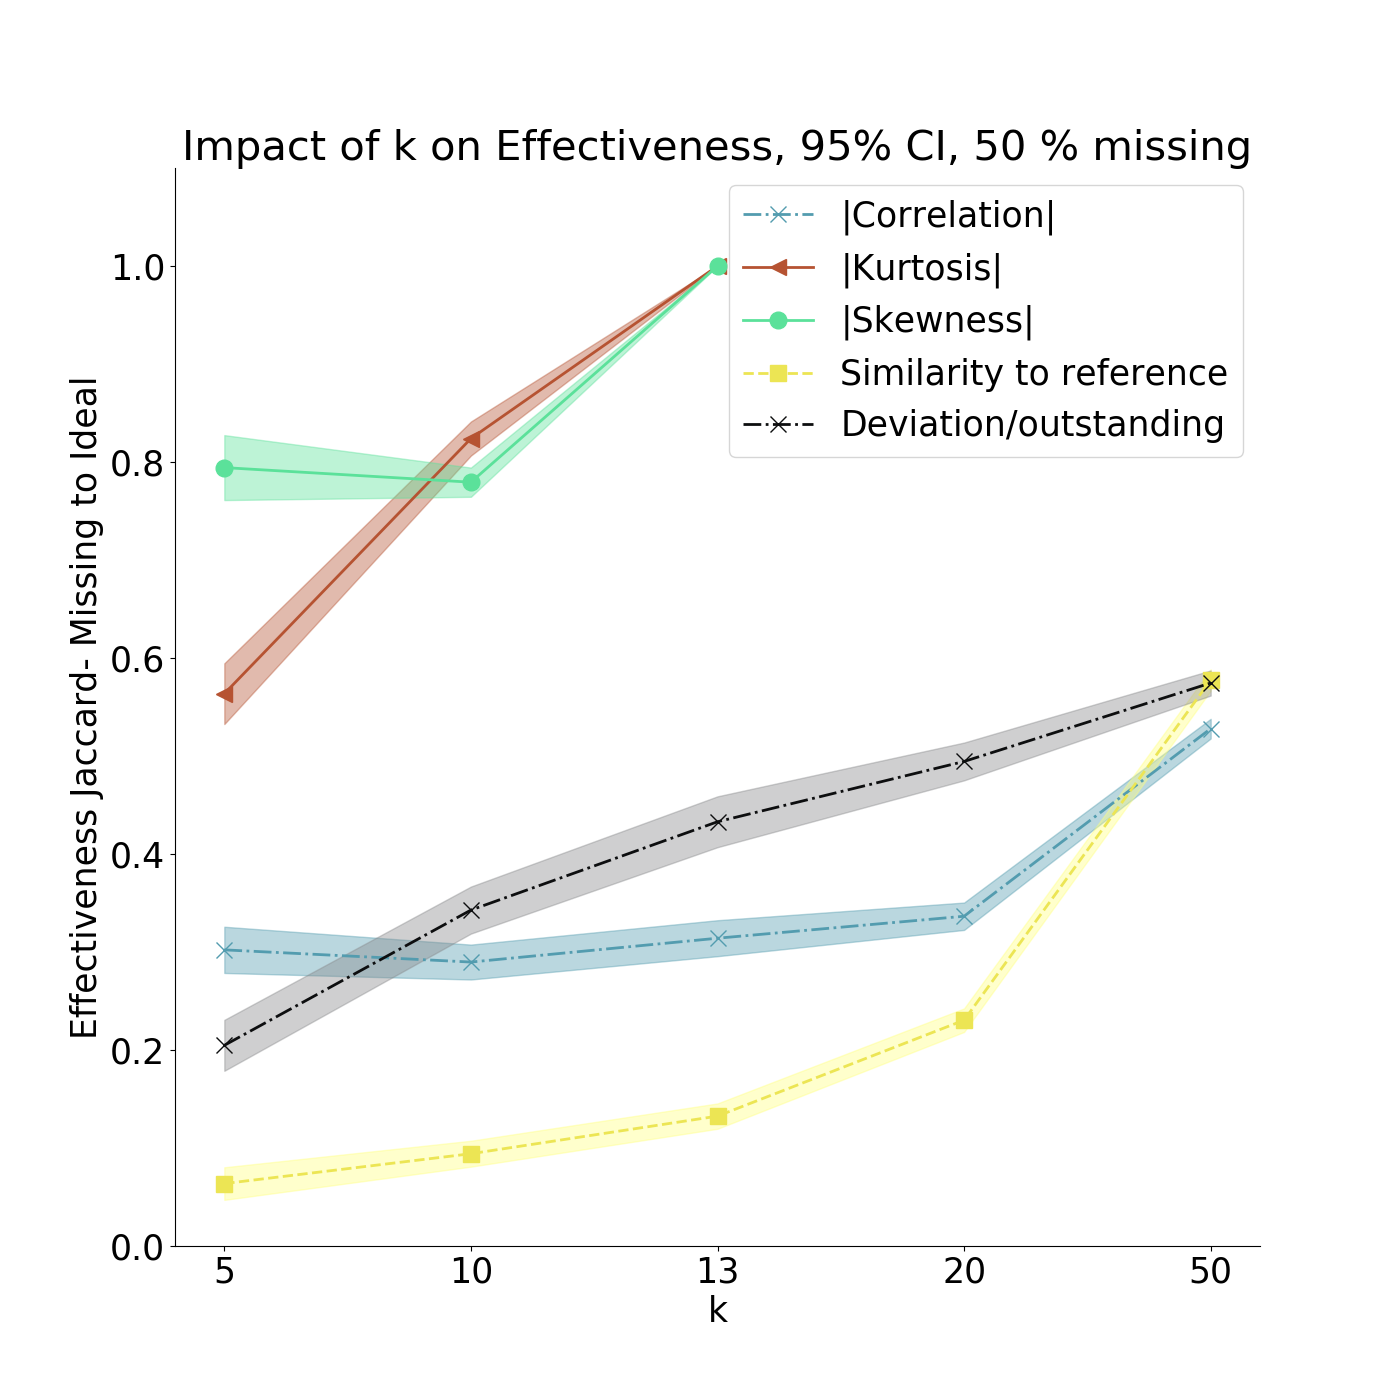 Impact of k on Effectiveness, 95% CI, 50 % missing
|Correlation|
|Kurtosis|
|Skewness|
Similarity to reference
Deviation/outstanding
Effectiveness Jaccard- Missing to Ideal
1.0
0.8
0.6
0.4
0.2
0.0
5 10 13 20 50
k